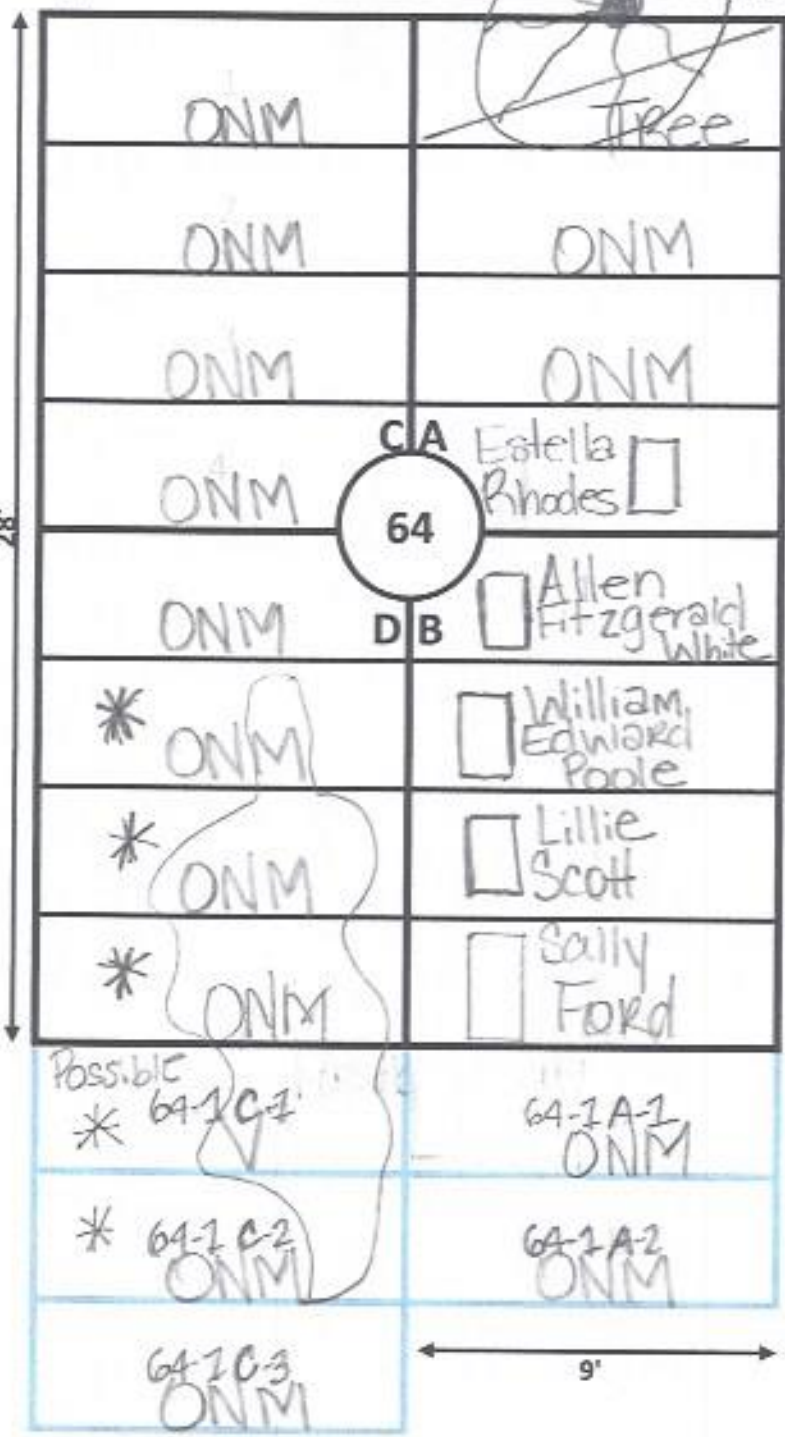 ONM
TREE
ONM
ONM
ONM
ONM
C A
Estella
Rhodes
ONM
64
28'
D B
ONM
Allen
Fitzgerald
White
* ONM
William
Edward
Poole
* ONM
Lillie
Scott
* ONM
Sally
Ford
Possible
* 64-1 C-1
V
64-1 A-1
ONM
* 64-1 C-2
ONM
64-1 A-2
ONM
64-1 C-3
ONM
9'